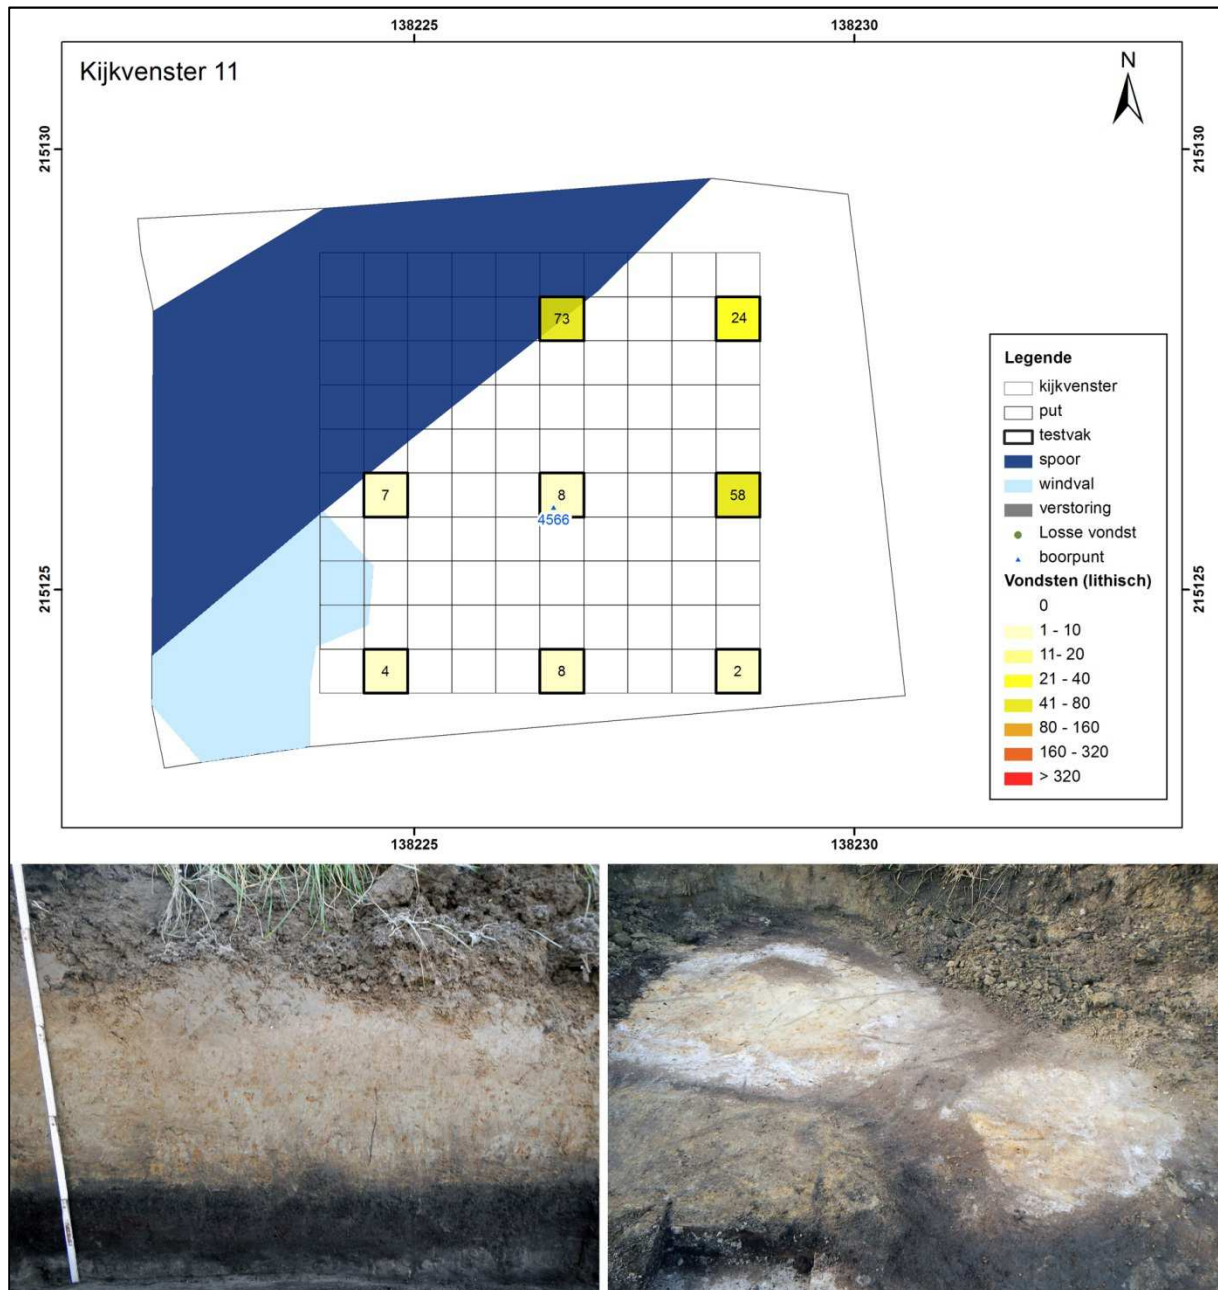 138225
138230
Kijkvenster 11
N
215130
215130
73
24
7
8
58
4566
4
8
2
215125
215125
Legende
kijkvenster
put
testvak
spoor
windval
verstoring
Losse vondst
boorpunt
Vondsten (lithisch)
0
1 - 10
11- 20
21 - 40
41 - 80
80 - 160
160 - 320
> 320
138225
138230